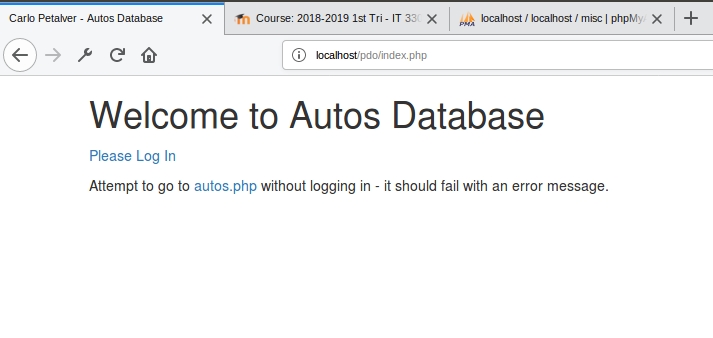 Carlo Petalver - Autos Database
Course: 2018-2019 1st Tri - IT 33
localhost / localhost / misc | phpMy
PMA
localhost/pdo/index.php
Welcome to Autos Database
Please Log In
Attempt to go to autos.php without logging in - it should fail with an error message.